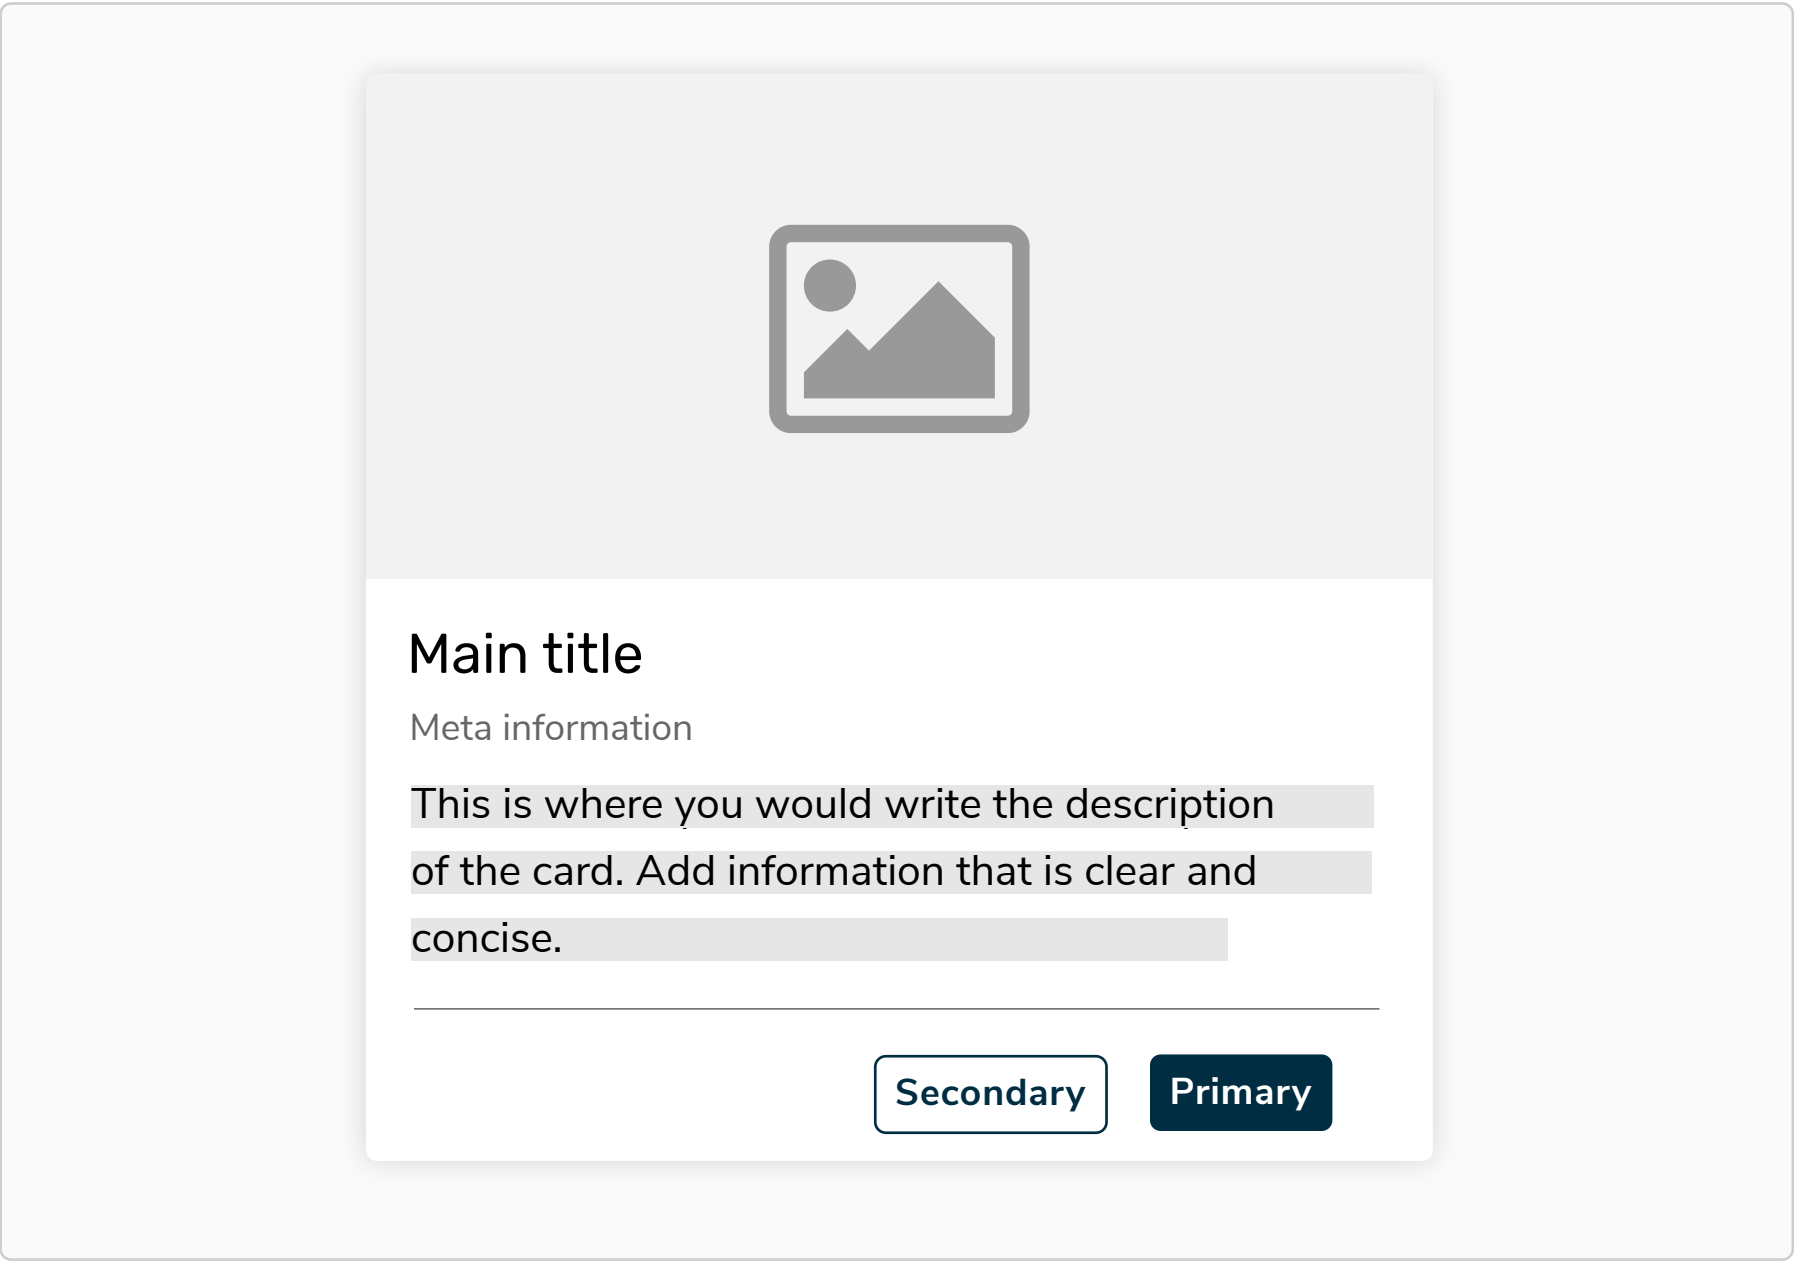 Main title
Meta information
This is where you would write the description
of the card. Add information that is clear and
concise.
Secondary
Primary